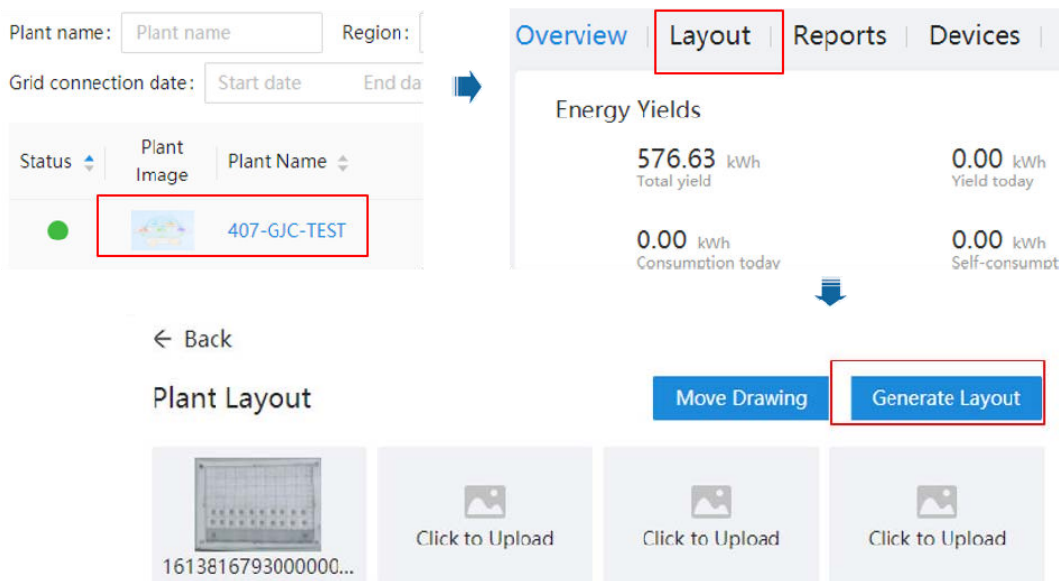 Plant name: Plant name Region:
Grid connection date: Start date End da
Status Plant Image Plant Name
407-GJC-TEST
Overview Layout Reports Devices
Energy Yields
576.63 kWh 0.00 kWh
Total yield Yield today
0.00 kWh 0.00 kWh
Consumption today Self-consumpt
← Back
Plant Layout Move Drawing Generate Layout
Click to Upload Click to Upload Click to Upload
1613816793000000...